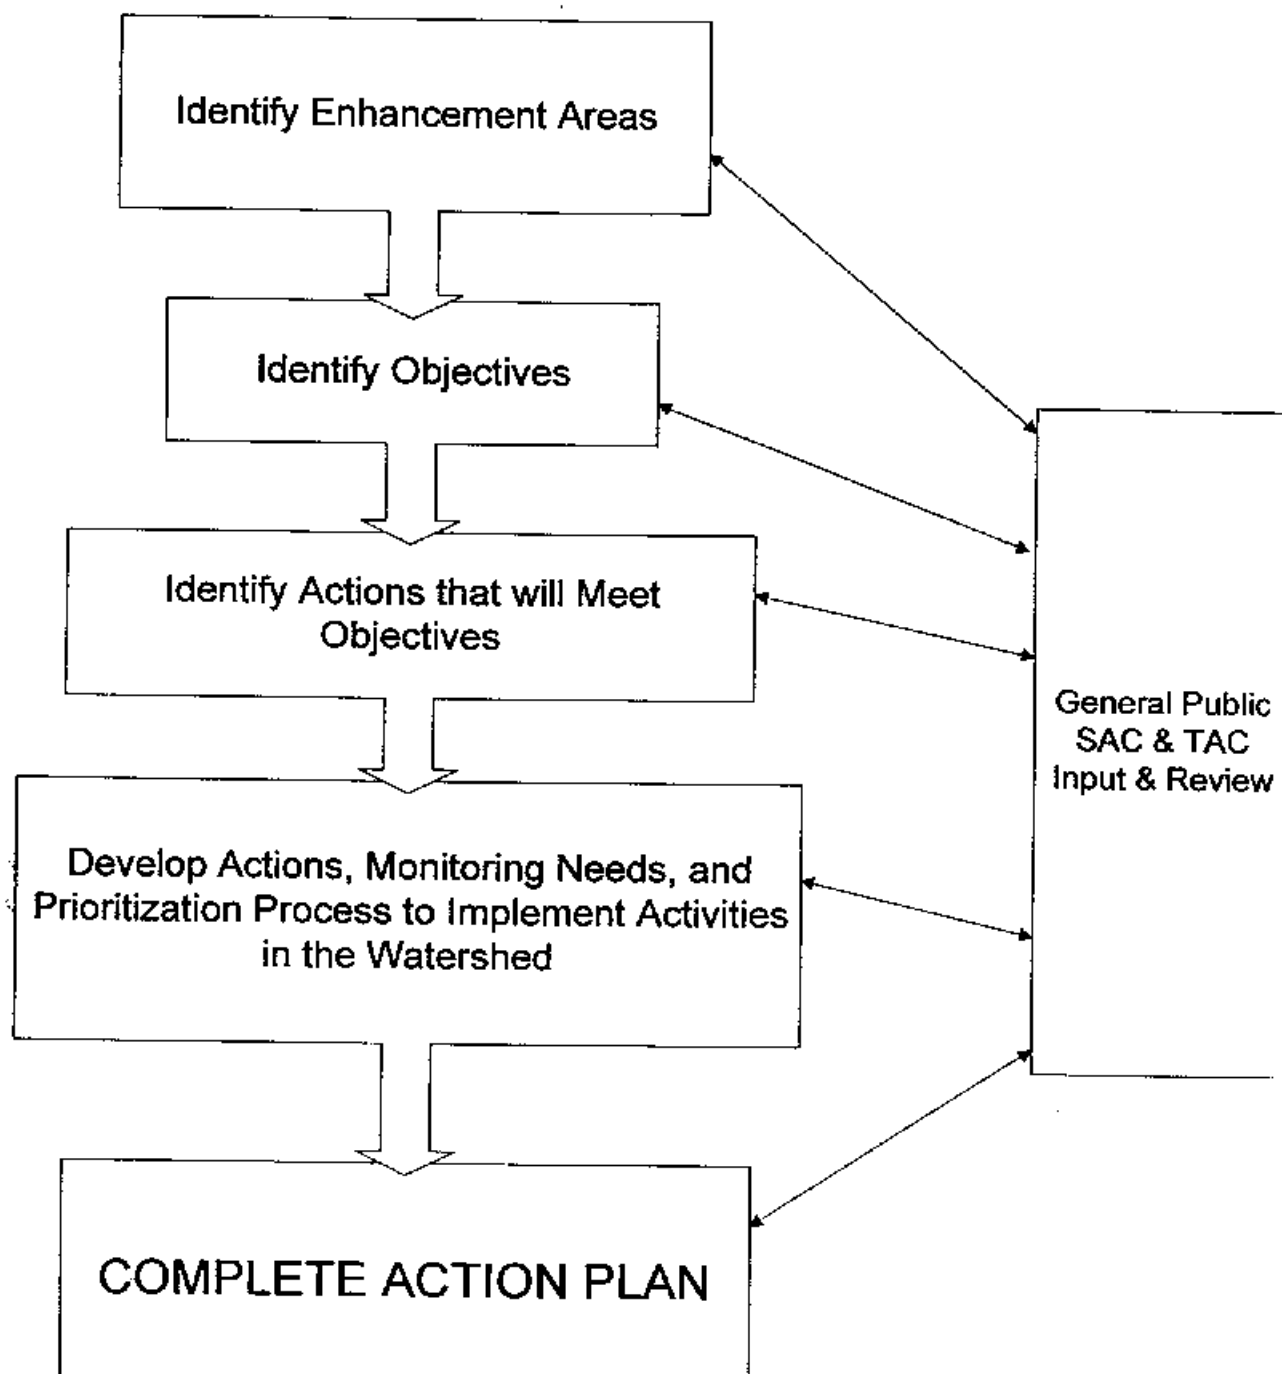 Identify Enhancement Areas
Identify Objectives
Identify Actions that will Meet
Objectives
Develop Actions, Monitoring Needs, and
Prioritization Process to Implement Activities
in the Watershed
COMPLETE ACTION PLAN
General Public
SAC & TAC
Input & Review